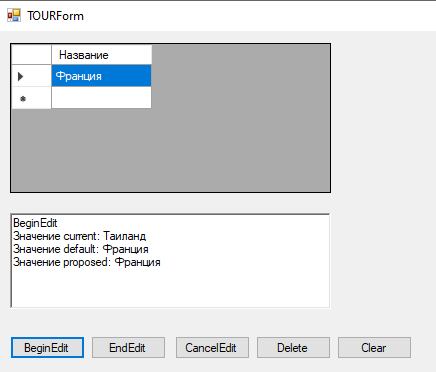 TOURForm
Название
Франция
BeginEdit
Значение current: Таиланд
Значение default: Франция
Значение proposed: Франция
BeginEdit EndEdit CancelEdit Delete Clear